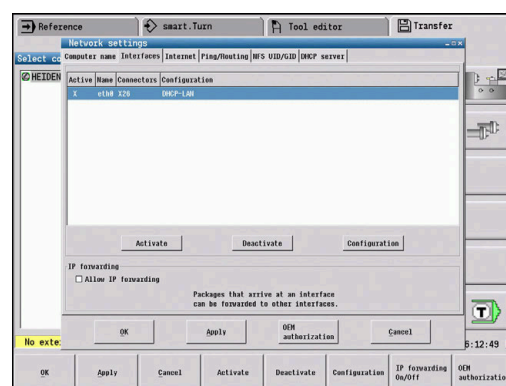 Reference
smart.Turn
Tool editor
Transfer
Network settings
Select co
Computer name Interfaces Internet Ping/Routing NFS UID/GID DHCP server
HEIDEN
Active Name Connectors Configuration
X eth0 X26 DHCP-LAN
Activate
Deactivate
Configuration
IP forwarding
Allow IP forwarding
Packages that arrive at an interface
can be forwarded to other interfaces.
OK
Apply
OEM
authorization
Cancel
T
No exte
5:12:49
OK
Apply
Cancel
Activate
Deactivate
Configuration
IP forwarding
On/Off
OEM
authorizatio